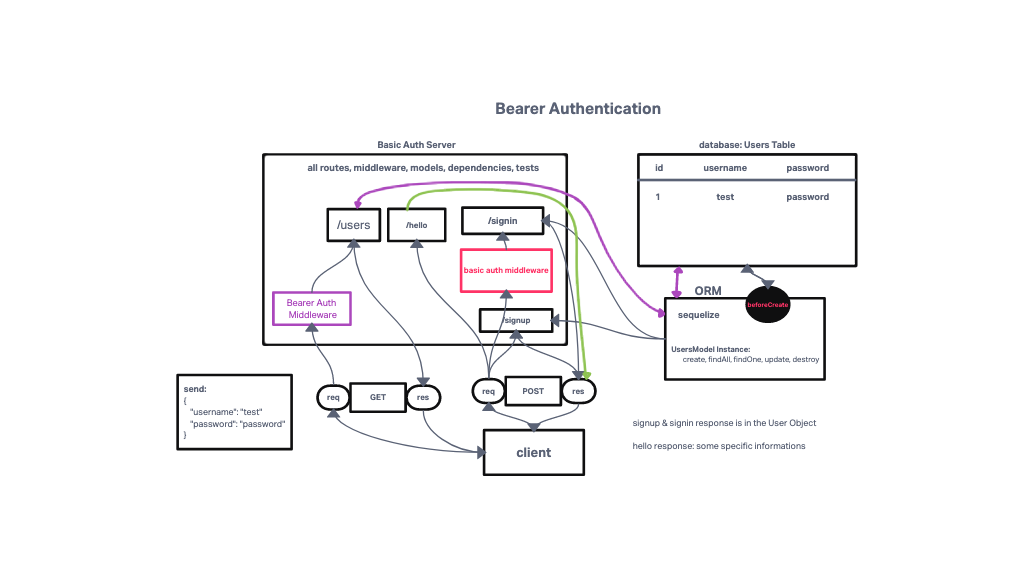 Bearer Authentication
Basic Auth Server
database: Users Table
all routes, middleware, models, dependencies, tests
id username password
1 test password
/users
/hello
/signin
basic auth middleware
Bearer Auth
Middleware
/signup
ORM
beforeCreate
sequelize
UsersModel Instance:
create, findAll, findOne, update, destroy
send:
{
"username": "test"
"password": "password"
}
req GET res
req POST res
client
signup & signin response is in the User Object
hello response: some specific informations